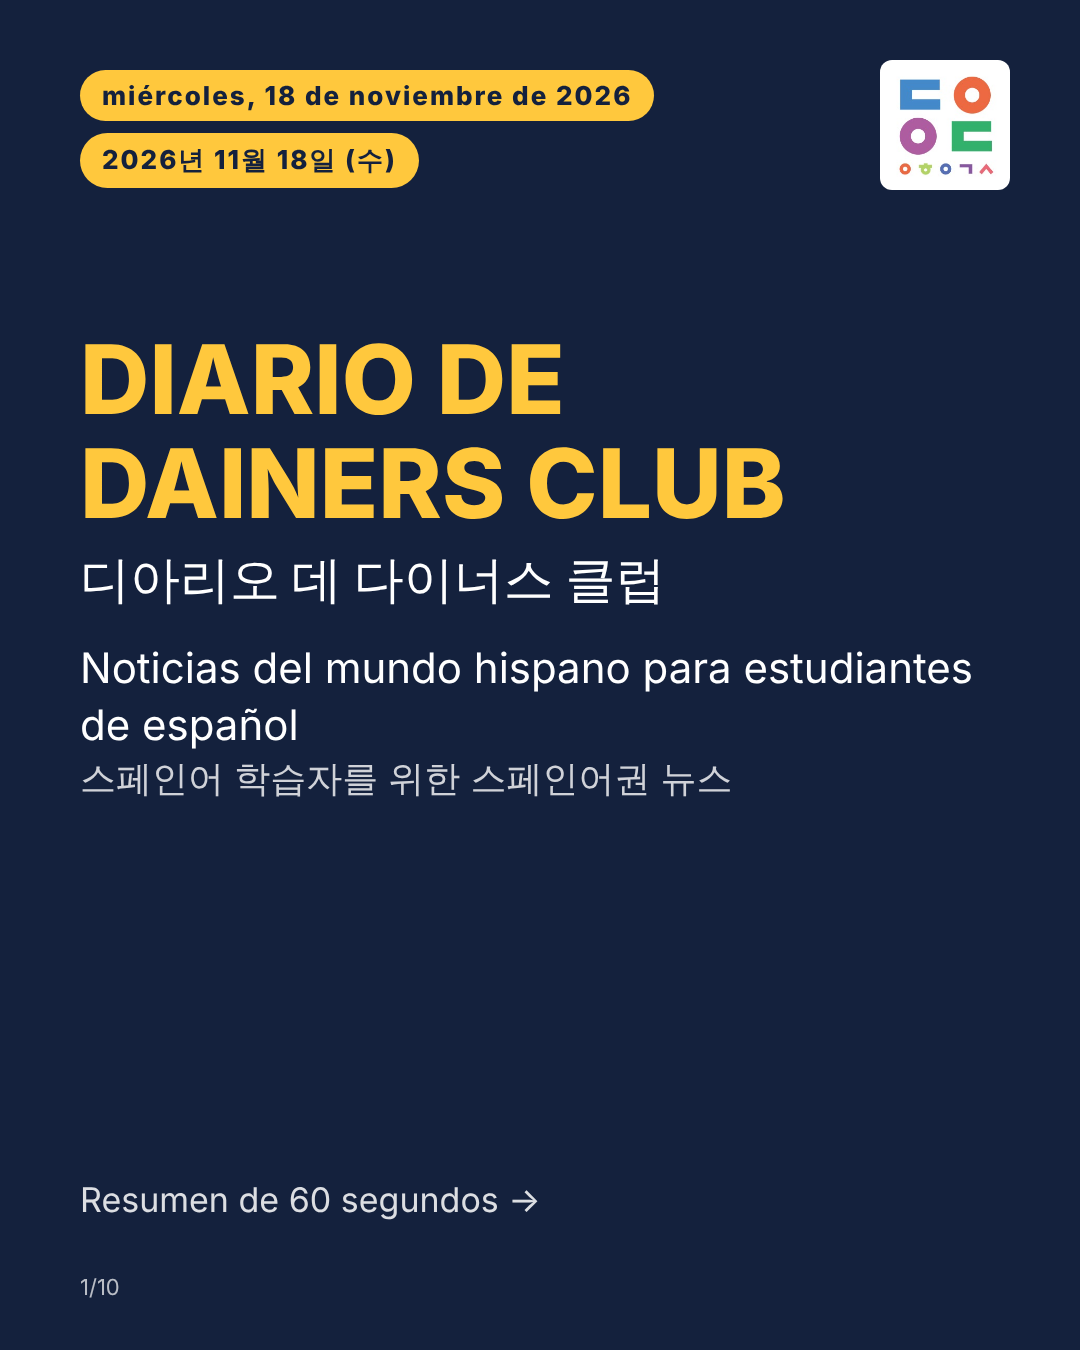 miércoles, 18 de noviembre de 2026
2026년 11월 18일 (수)
ㄷㅇ
ㅇㄷ
ㅇㅎㅇㄱㅅ
DIARIO DE
DAINERS CLUB
디아리오 데 다이너스 클럽
Noticias del mundo hispano para estudiantes
de español
스페인어 학습자를 위한 스페인어권 뉴스
Resumen de 60 segundos →
1/10